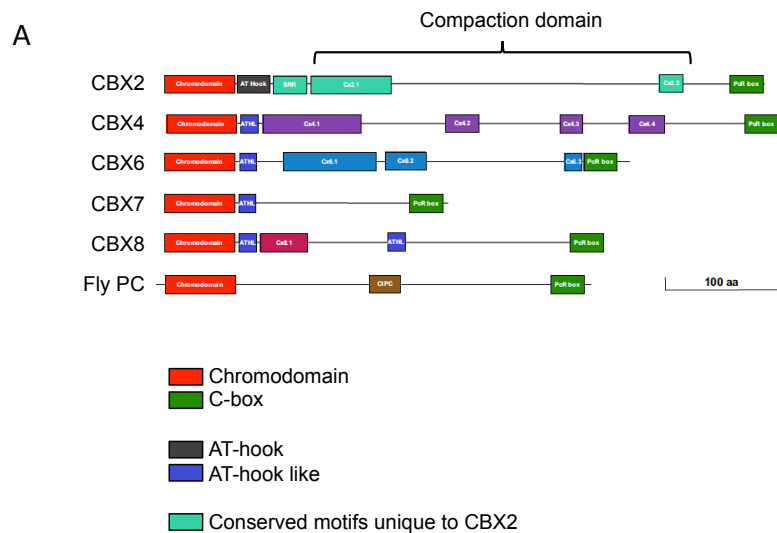 Compaction domain
A
CBX2 Chromodomain AT Hook SRR Cx2.1 Cx2.2 PcR box
CBX4 Chromodomain ATHL Cx4.1 Cx4.2 Cx4.3 Cx4.4 PcR box
CBX6 Chromodomain ATHL Cx6.1 Cx6.2 Cx6.3 PcR box
CBX7 Chromodomain ATHL PcR box
CBX8 Chromodomain ATHL Cx8.1 ATHL PcR box
Fly PC Chromodomain CIPC PcR box 100 aa
Chromodomain
C-box
AT-hook
AT-hook like
Conserved motifs unique to CBX2